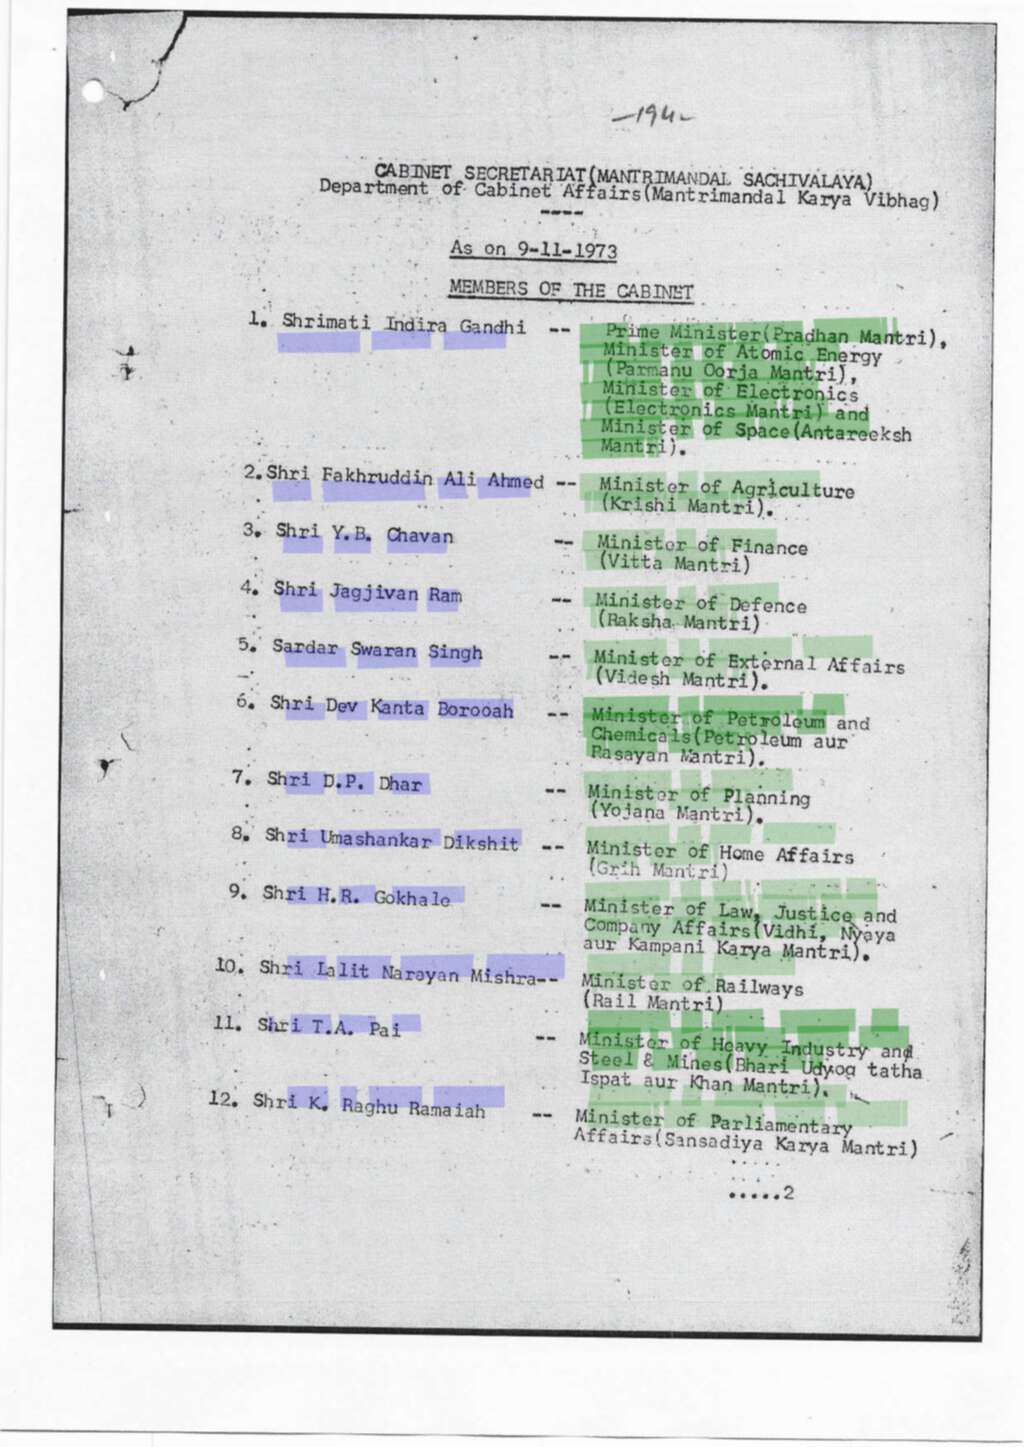 -194-
CABINET SECRETARIAT(MANTRIMANDAL SACHIVALAYA)
Department of Cabinet Affairs(Mantrimandal Karya Vibhag)
----
As on 9-11-1973
MEMBERS OF THE CABINET
1. Shrimati Indira Gandhi -- Prime Minister(Pradhan Mantri),
Minister of Atomic Energy
(Parmanu Oorja Mantri),
Minister of Electronics
(Electronics Mantri) and
Minister of Space(Antareeksh
Mantri).
2. Shri Fakhruddin Ali Ahmed -- Minister of Agriculture
(Krishi Mantri).
3. Shri Y.B. Chavan -- Minister of Finance
(Vitta Mantri)
4. Shri Jagjivan Ram -- Minister of Defence
(Raksha Mantri)
5. Sardar Swaran Singh -- Minister of External Affairs
(Videsh Mantri).
6. Shri Dev Kanta Borooah -- Minister of Petroleum and
Chemicals(Petroleum aur
Rasayan Mantri).
7. Shri D.P. Dhar -- Minister of Planning
(Yojana Mantri).
8. Shri Umashankar Dikshit -- Minister of Home Affairs
(Grih Mantri)
9. Shri H.R. Gokhale -- Minister of Law, Justice and
Company Affairs(Vidhi, Nyaya
aur Kampani Karya Mantri).
10. Shri Lalit Narayan Mishra-- Minister of Railways
(Rail Mantri)
11. Shri T.A. Pai -- Minister of Heavy Industry and
Steel & Mines(Bhari Udyog tatha
Ispat aur Khan Mantri).
12. Shri K. Raghu Ramaiah -- Minister of Parliamentary
Affairs(Sansadiya Karya Mantri)
.....2